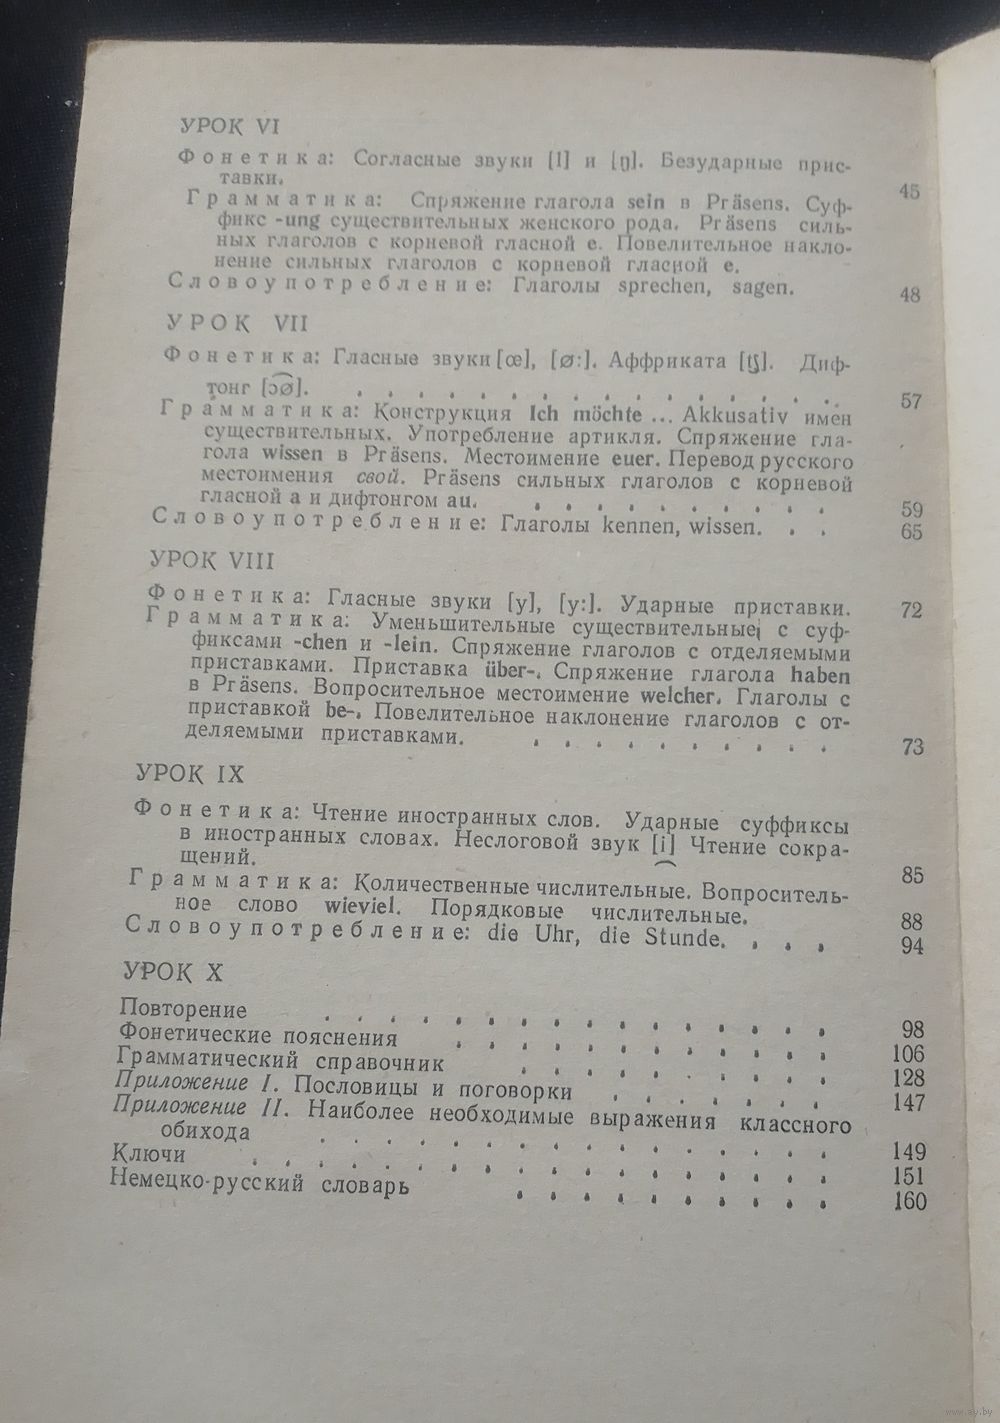 УРОК VI
Фонетика: Согласные звуки [l] и [ŋ]. Безударные прис-
тавки. 45
Грамматика: Спряжение глагола sein в Präsens. Суф-
фикс -ung существительных женского рода. Präsens силь-
ных глаголов с корневой гласной е. Повелительное накло-
нение сильных глаголов с корневой гласной е. 48
Словоупотребление: Глаголы sprechen, sagen.
УРОК VII
Фонетика: Гласные звуки [œ], [ø:]. Аффриката [tʃ]. Диф-
тонг [ɔø]. . . . . . . . . . . . . . . . 57
Грамматика: Конструкция Ich möchte ... Akkusativ имен
существительных. Употребление артикля. Спряжение гла-
гола wissen в Präsens. Местоимение euer. Перевод русского
местоимения свой. Präsens сильных глаголов с корневой
гласной а и дифтонгом au. . . . . . . . . . . 59
Словоупотребление: Глаголы kennen, wissen. . . 65
УРОК VIII
Фонетика: Гласные звуки [y], [y:]. Ударные приставки. 72
Грамматика: Уменьшительные существительные с суф-
фиксами -chen и -lein. Спряжение глаголов с отделяемыми
приставками. Приставка über-. Спряжение глагола haben
в Präsens. Вопросительное местоимение welcher. Глаголы с
приставкой be-. Повелительное наклонение глаголов с от-
деляемыми приставками. . . . . . . . . . . 73
УРОК IX
Фонетика: Чтение иностранных слов. Ударные суффиксы
в иностранных словах. Неслоговой звук [i̯] Чтение сокра-
щений. 85
Грамматика: Количественные числительные. Вопроситель-
ное слово wieviel. Порядковые числительные. 88
Словоупотребление: die Uhr, die Stunde. . . . 94
УРОК X
Повторение . . . . . . . . . . . . . . . . 98
Фонетические пояснения . . . . . . . . . . . . 106
Грамматический справочник . . . . . . . . . . 128
Приложение I. Пословицы и поговорки . . . . . . . 147
Приложение II. Наиболее необходимые выражения классного
обихода . . . . . . . . . . . . . . . . 149
Ключи . . . . . . . . . . . . . . . . . . 151
Немецко-русский словарь . . . . . . . . . . 160
www.ay.by